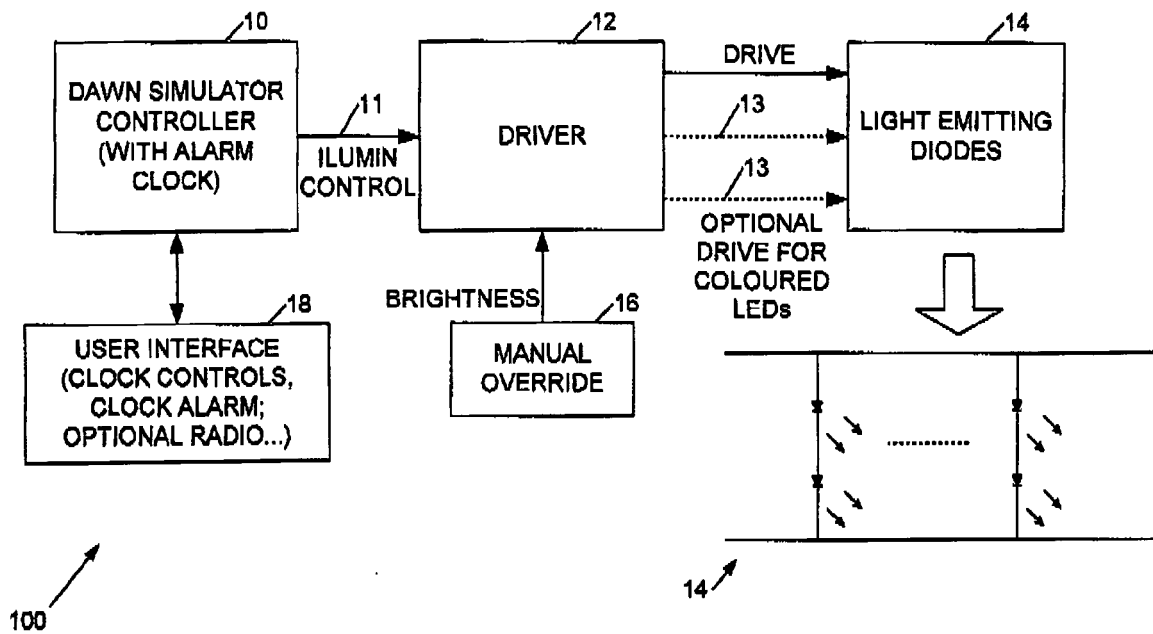 10
12
14
DAWN SIMULATOR
CONTROLLER
(WITH ALARM
CLOCK)
11
ILUMIN
CONTROL
DRIVER
DRIVE
13
13
OPTIONAL
DRIVE FOR
COLOURED
LEDs
LIGHT EMITTING
DIODES
18
USER INTERFACE
(CLOCK CONTROLS,
CLOCK ALARM;
OPTIONAL RADIO...)
BRIGHTNESS
16
MANUAL
OVERRIDE
14
100